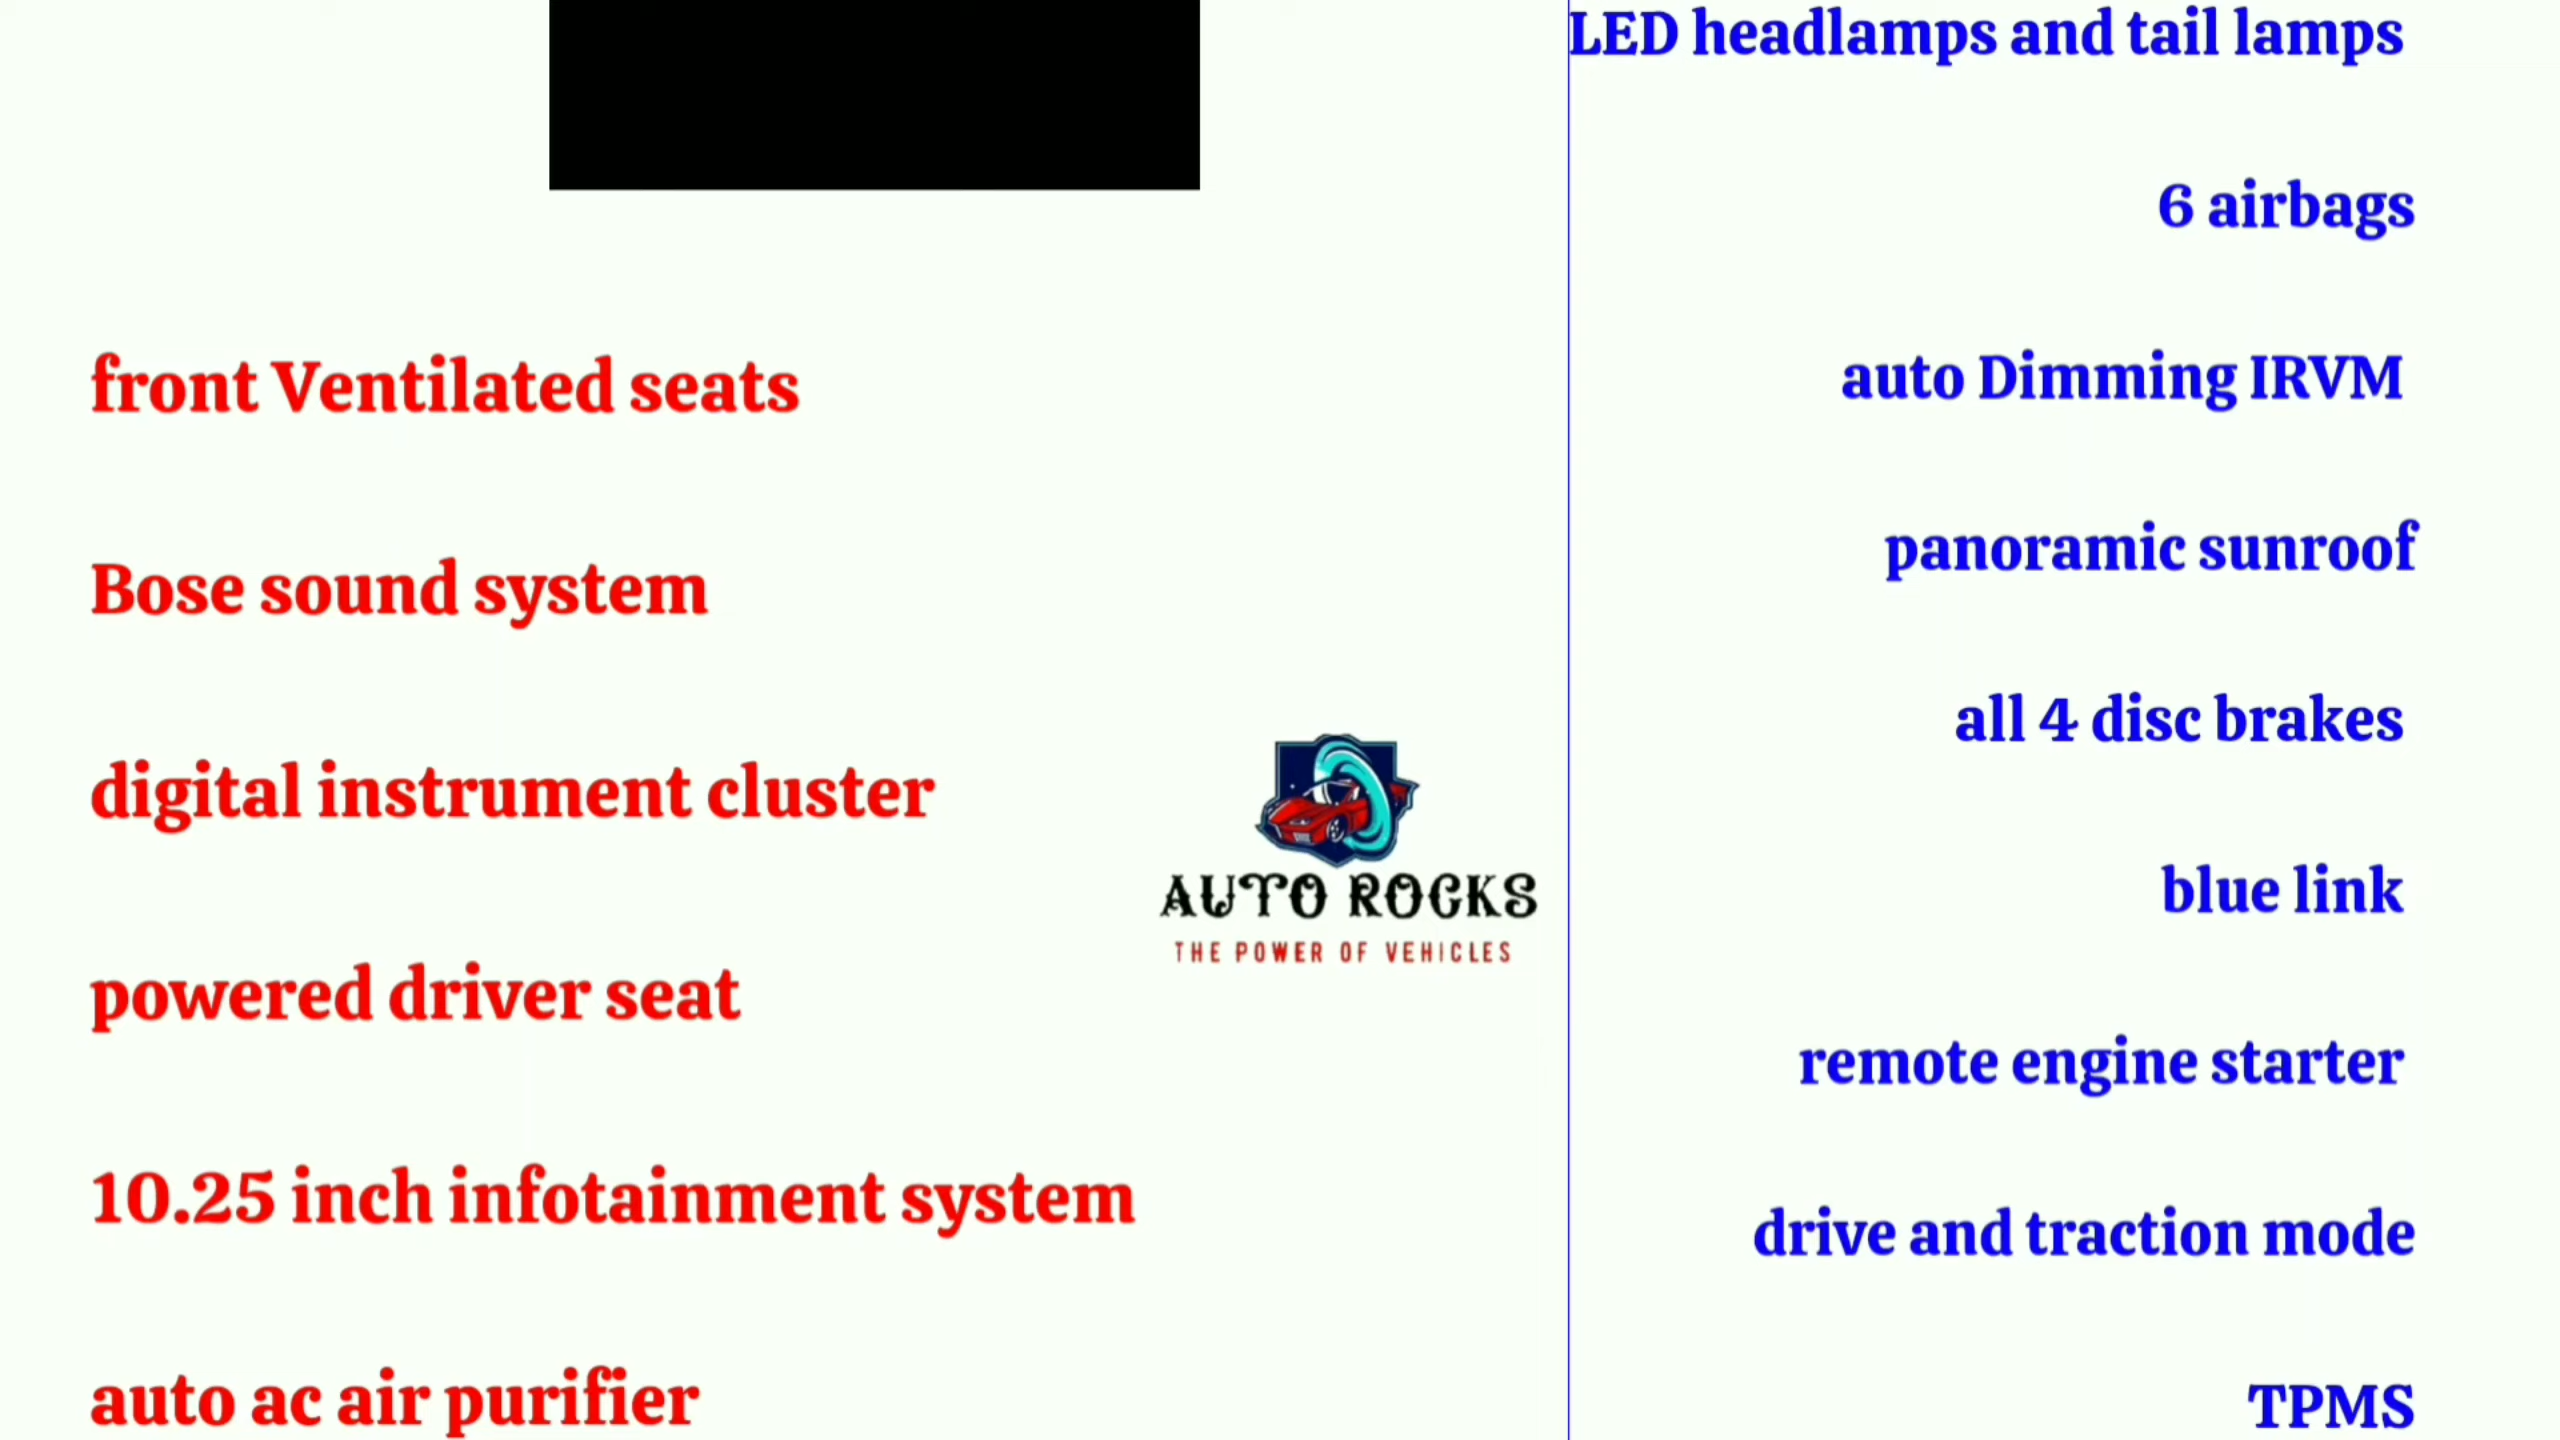 front Ventilated seats
Bose sound system
digital instrument cluster
powered driver seat
10.25 inch infotainment system
auto ac air purifier
AUTO ROCKS
THE POWER OF VEHICLES
LED headlamps and tail lamps
6 airbags
auto Dimming IRVM
panoramic sunroof
all 4 disc brakes
blue link
remote engine starter
drive and traction mode
TPMS